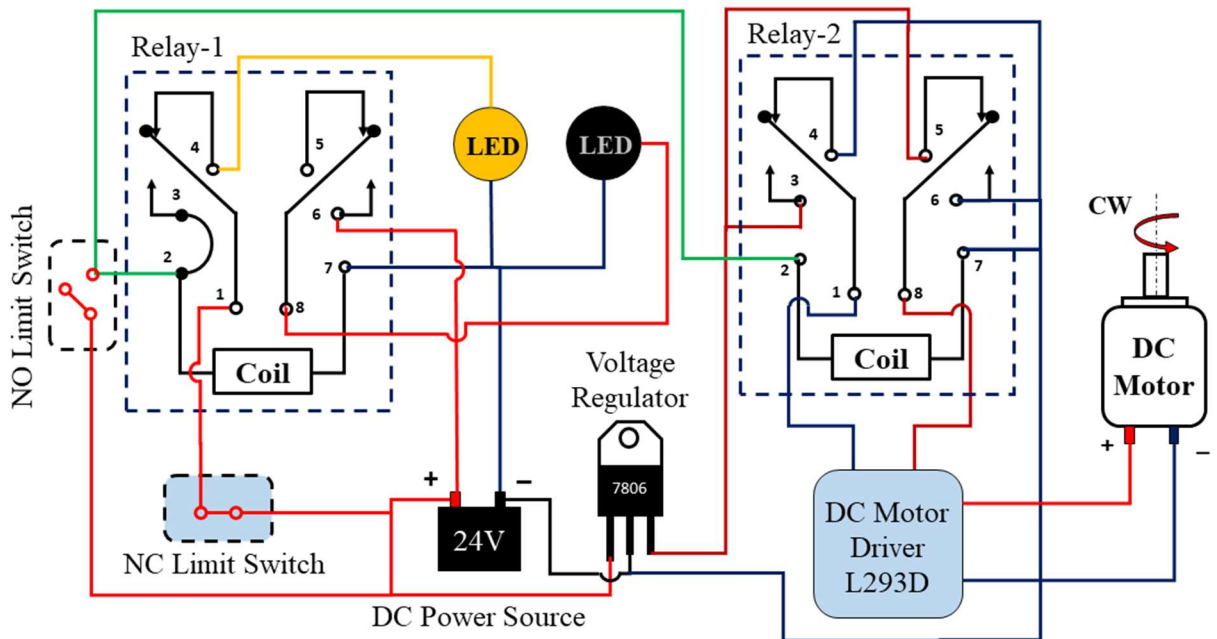 Relay-1
4
5
3
6
2
7
1
8
Coil
NO Limit Switch
NC Limit Switch
LED
LED
+
–
24V
DC Power Source
Voltage
Regulator
7806
Relay-2
4
5
3
6
2
7
1
8
Coil
DC Motor
Driver
L293D
CW
DC
Motor
+
–